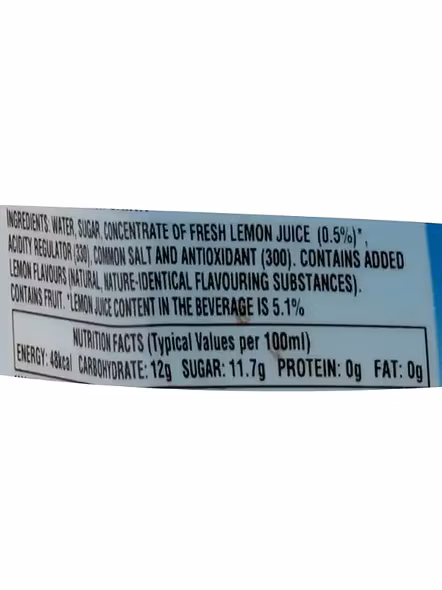 INGREDIENTS: WATER, SUGAR, CONCENTRATE OF FRESH LEMON JUICE (0.5%)*,
ACIDITY REGULATOR (330), COMMON SALT AND ANTIOXIDANT (300). CONTAINS ADDED
LEMON FLAVOURS (NATURAL, NATURE-IDENTICAL FLAVOURING SUBSTANCES).
CONTAINS FRUIT. *LEMON JUICE CONTENT IN THE BEVERAGE IS 5.1%
NUTRITION FACTS (Typical Values per 100ml)
ENERGY: 48kcal CARBOHYDRATE: 12g SUGAR: 11.7g PROTEIN: 0g FAT: 0g